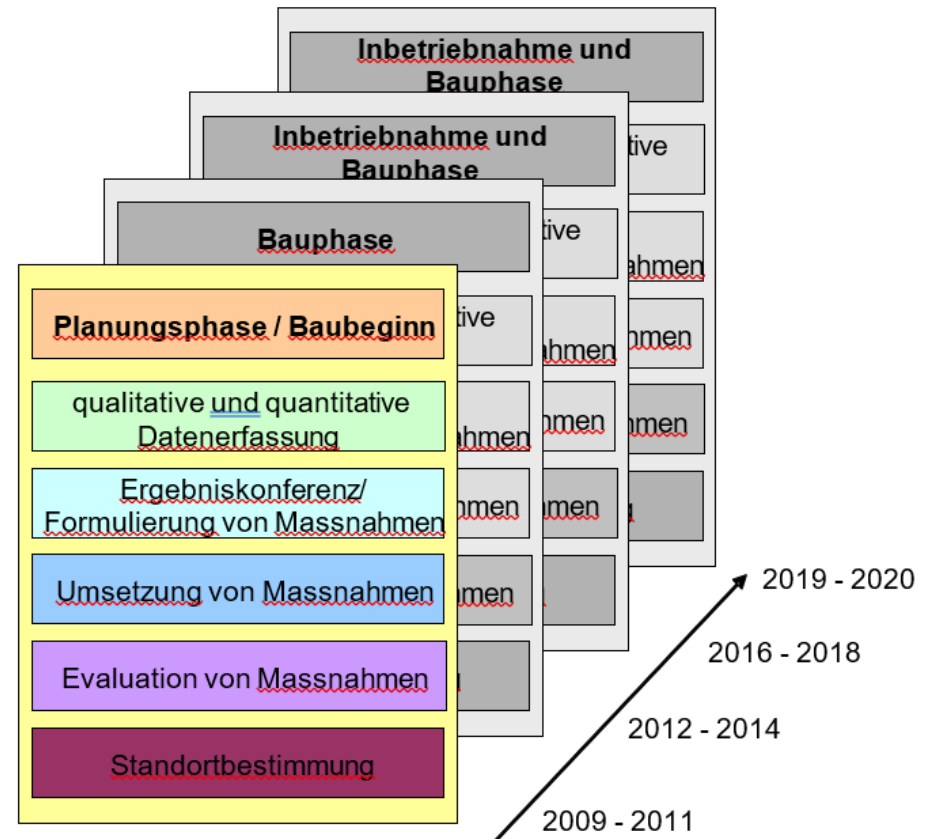 Inbetriebnahme und
Bauphase
Inbetriebnahme und
Bauphase
Bauphase
Planungsphase / Baubeginn
qualitative und quantitative
Datenerfassung
Ergebniskonferenz/
Formulierung von Massnahmen
Umsetzung von Massnahmen
Evaluation von Massnahmen
Standortbestimmung
2019 - 2020
2016 - 2018
2012 - 2014
2009 - 2011